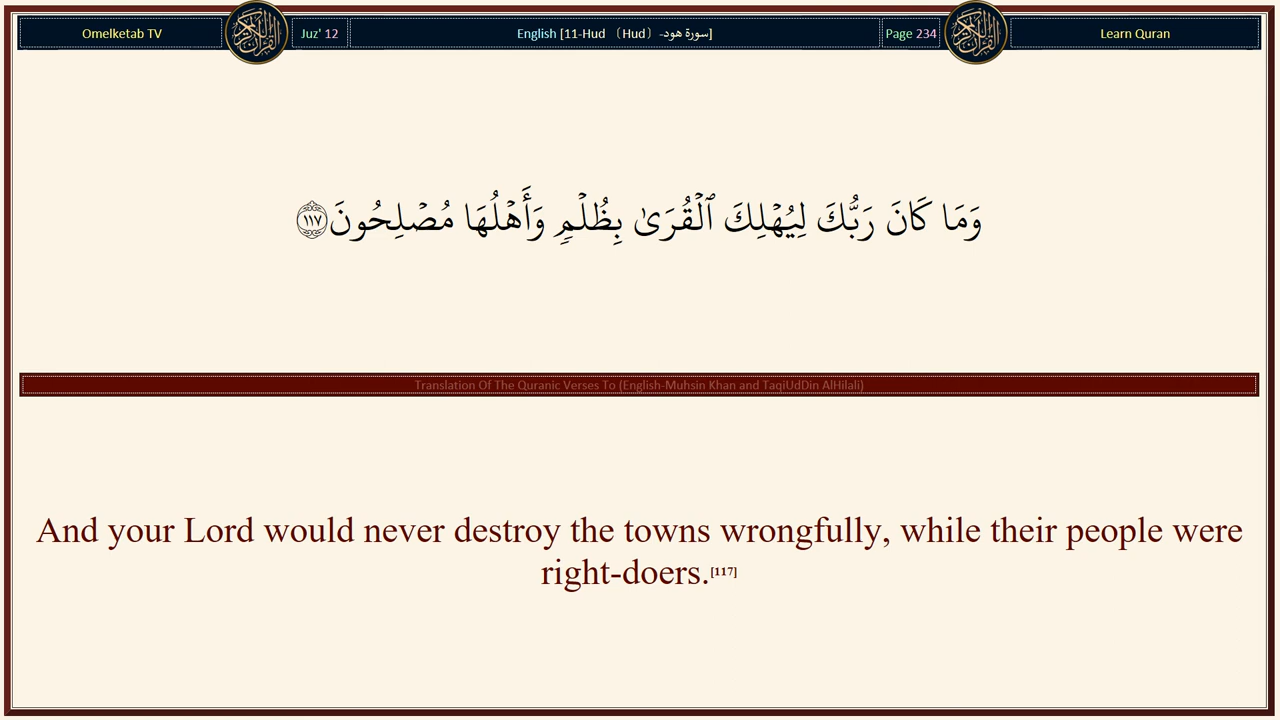 Omelketab TV
Juz' 12
English [11-Hud 〔Hud〕 -سورة هود]
Page 234
Learn Quran
وَمَا كَانَ رَبُّكَ لِيُهۡلِكَ ٱلۡقُرَىٰ بِظُلۡمٖ وَأَهۡلُهَا مُصۡلِحُونَ ١١٧
Translation Of The Quranic Verses To (English-Muhsin Khan and TaqiUdDin AlHilali)
And your Lord would never destroy the towns wrongfully, while their people were
right-doers.[117]